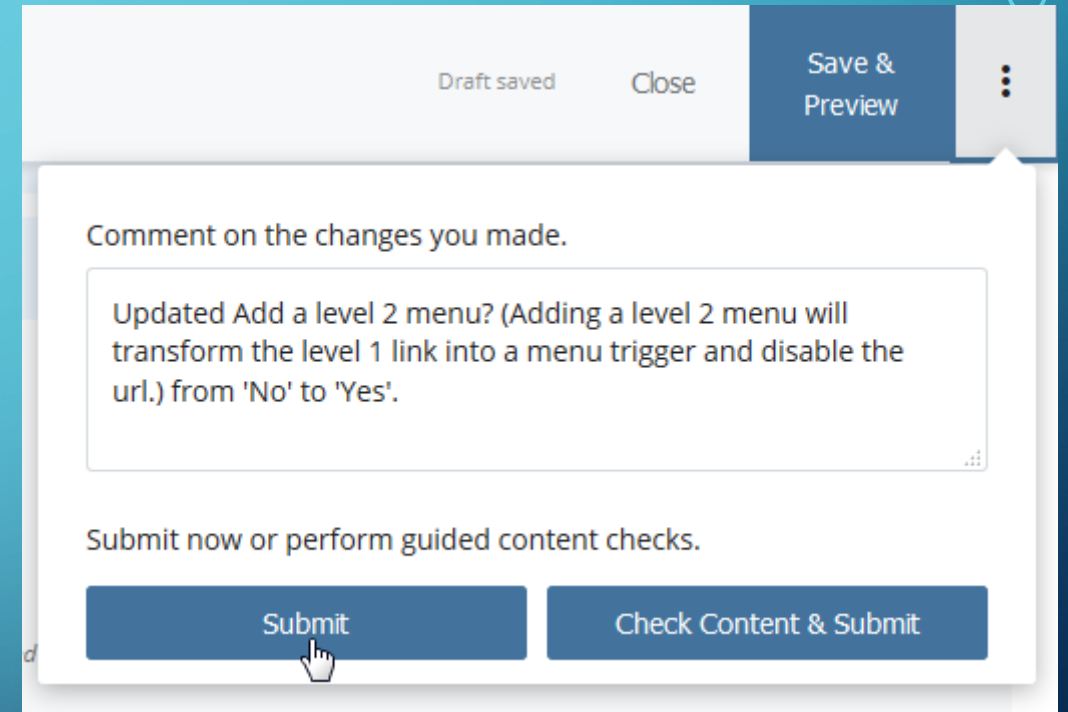 Draft saved
Close
Save &
Preview
Comment on the changes you made.
Updated Add a level 2 menu? (Adding a level 2 menu will
transform the level 1 link into a menu trigger and disable the
url.) from 'No' to 'Yes'.
Submit now or perform guided content checks.
Submit
Check Content & Submit